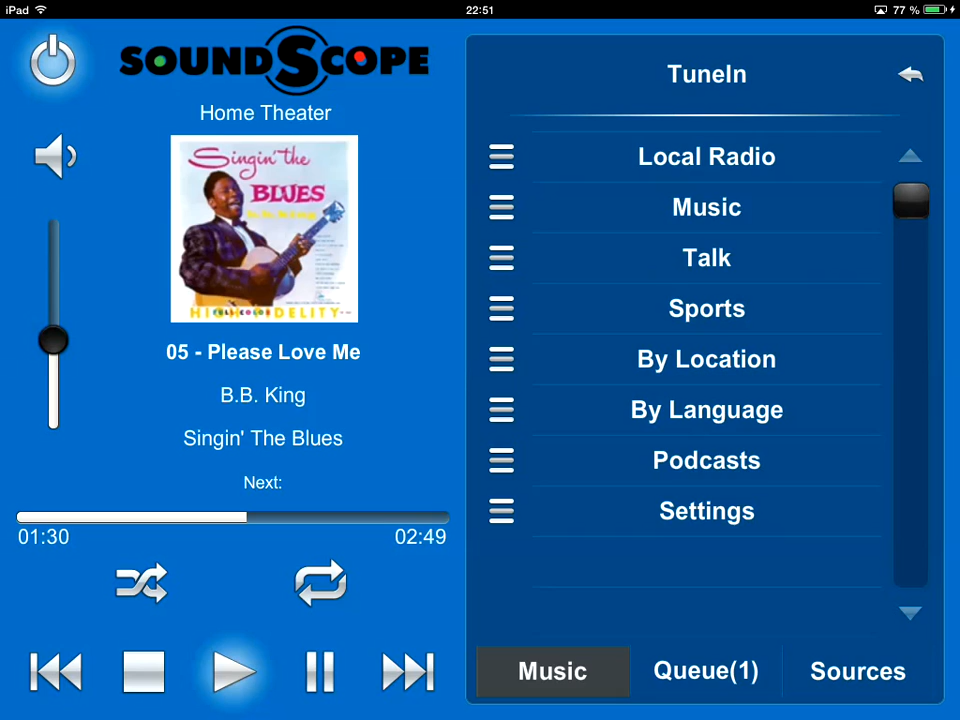 iPad
22:51
77 %
SOUNDSCOPE
Home Theater
Singin' the
BLUES
B.B. King
HIGH FIDELITY
05 - Please Love Me
B.B. King
Singin' The Blues
Next:
01:30
02:49
TuneIn
Local Radio
Music
Talk
Sports
By Location
By Language
Podcasts
Settings
Music
Queue(1)
Sources